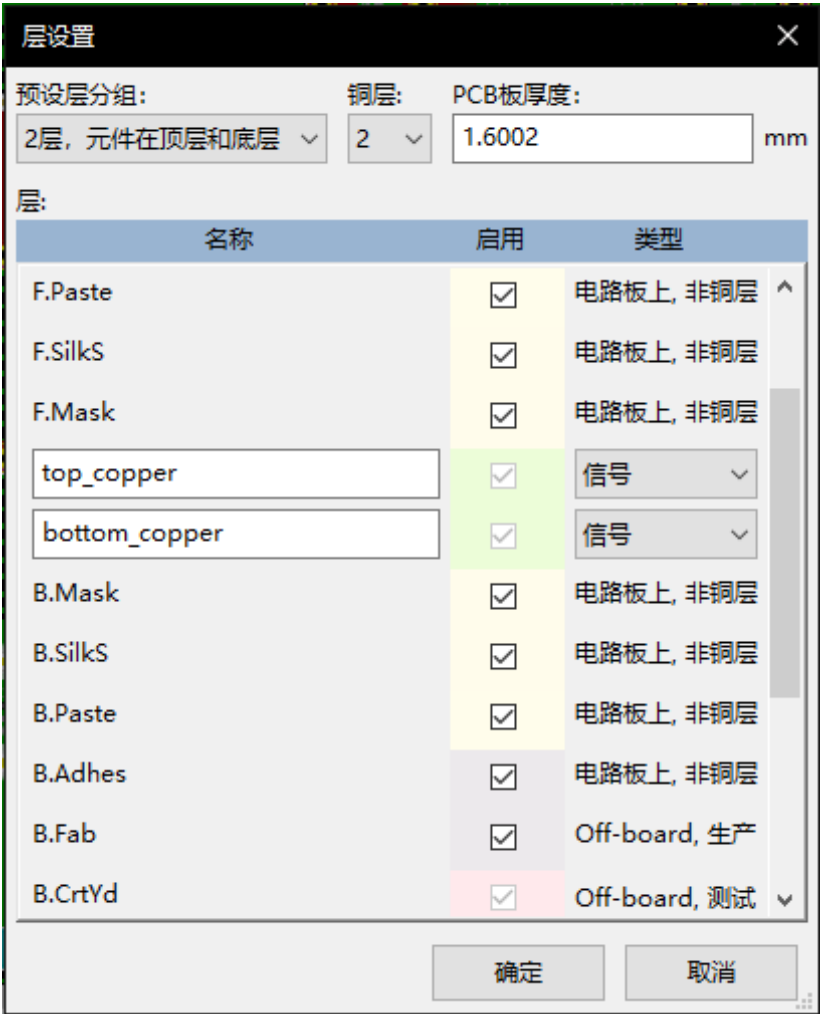 层设置
预设层分组: 铜层: PCB板厚度:
2层，元件在顶层和底层 2 1.6002 mm
层:
名称 启用 类型
F.Paste 电路板上, 非铜层
F.SilkS 电路板上, 非铜层
F.Mask 电路板上, 非铜层
top_copper 信号
bottom_copper 信号
B.Mask 电路板上, 非铜层
B.SilkS 电路板上, 非铜层
B.Paste 电路板上, 非铜层
B.Adhes 电路板上, 非铜层
B.Fab Off-board, 生产
B.CrtYd Off-board, 测试
确定 取消